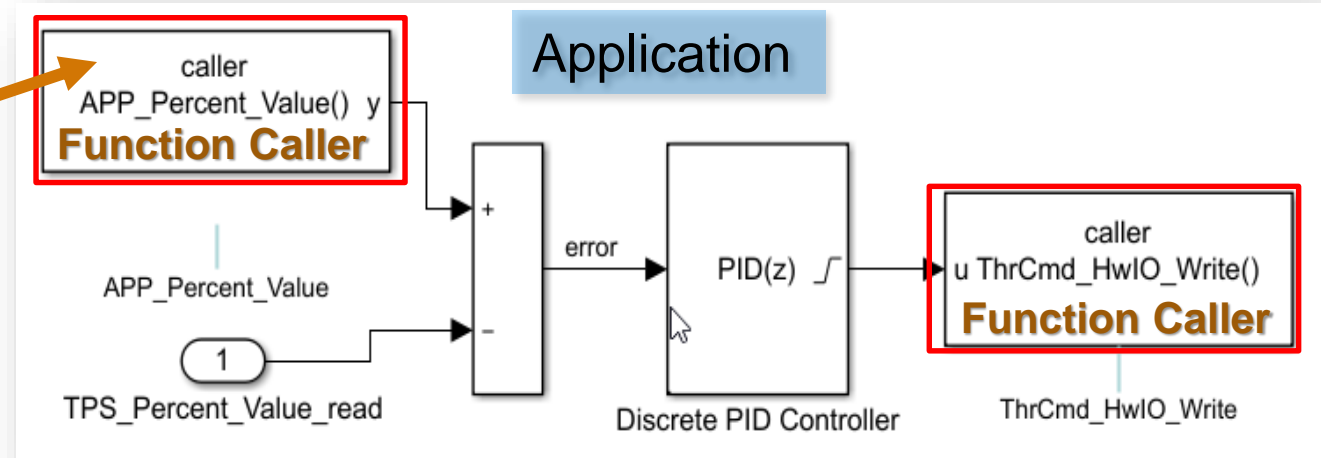 Application
caller
APP_Percent_Value() y
Function Caller
APP_Percent_Value
1
TPS_Percent_Value_read
+
−
error
PID(z)
Discrete PID Controller
caller
u ThrCmd_HwIO_Write()
Function Caller
ThrCmd_HwIO_Write